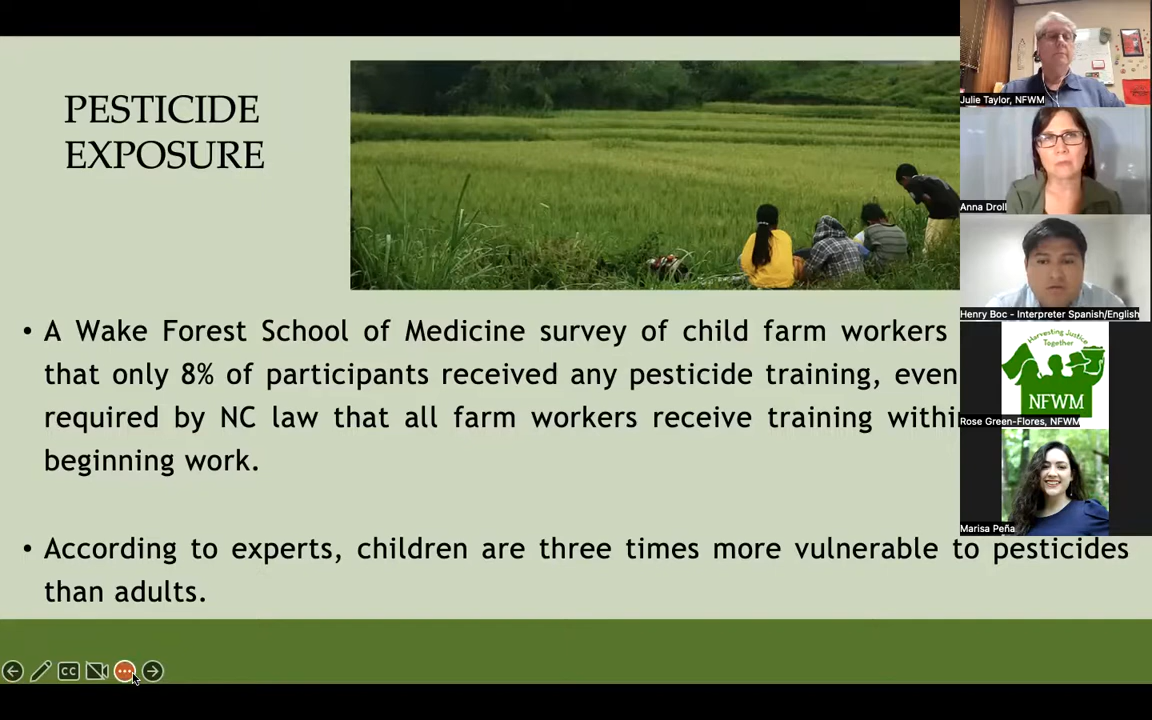 PESTICIDE
EXPOSURE
• A Wake Forest School of Medicine survey of child farm workers
that only 8% of participants received any pesticide training, even
required by NC law that all farm workers receive training withi
beginning work.
• According to experts, children are three times more vulnerable to pesticides
than adults.
Julie Taylor, NFWM
Anna Droll
Henry Boc - Interpreter Spanish/English
Harvesting Justice
Together
NFWM
Rose Green-Flores, NFWM
Marisa Peña
CC